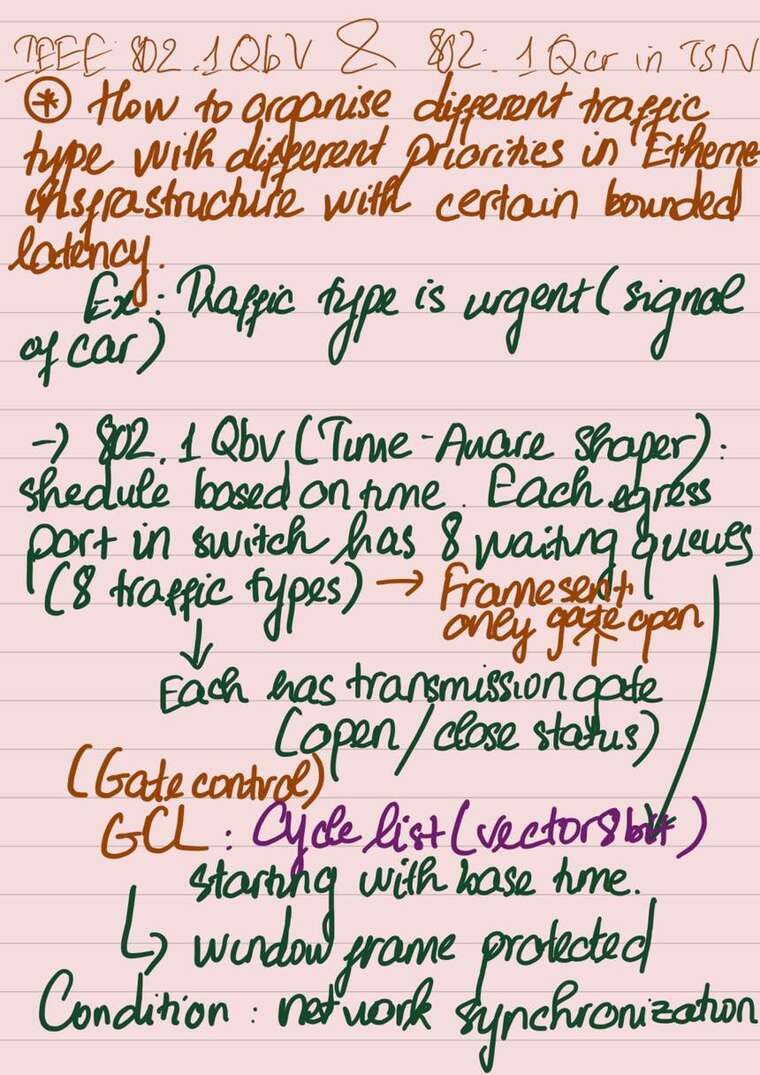 IEEE 802.1QbV & 802.1Qcr in TSN
* How to organise different traffic
type with different priorities in Etherne
insfrastructure with certain bounded
latency.
Ex: Traffic type is urgent (signal
of car)
→ 802.1Qbv (Time-Aware Shaper):
shedule based on time. Each egress
port in switch has 8 waiting queues
(8 traffic types) → Frame sent
only gate open
↓
Each has transmission gate
(open/close status)
(Gate control)
GCL: Cycle list (vector 8 bit)
starting with base time.
↳ window frame protected
Condition: network synchronization